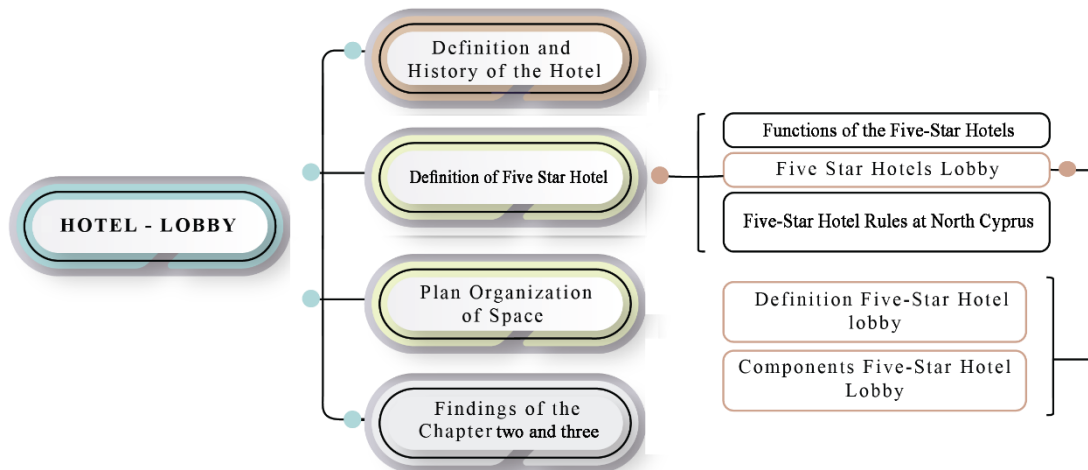 HOTEL - LOBBY
Definition and
History of the Hotel
Definition of Five Star Hotel
Plan Organization
of Space
Findings of the
Chapter two and three
Functions of the Five-Star Hotels
Five Star Hotels Lobby
Five-Star Hotel Rules at North Cyprus
Definition Five-Star Hotel
lobby
Components Five-Star Hotel
Lobby